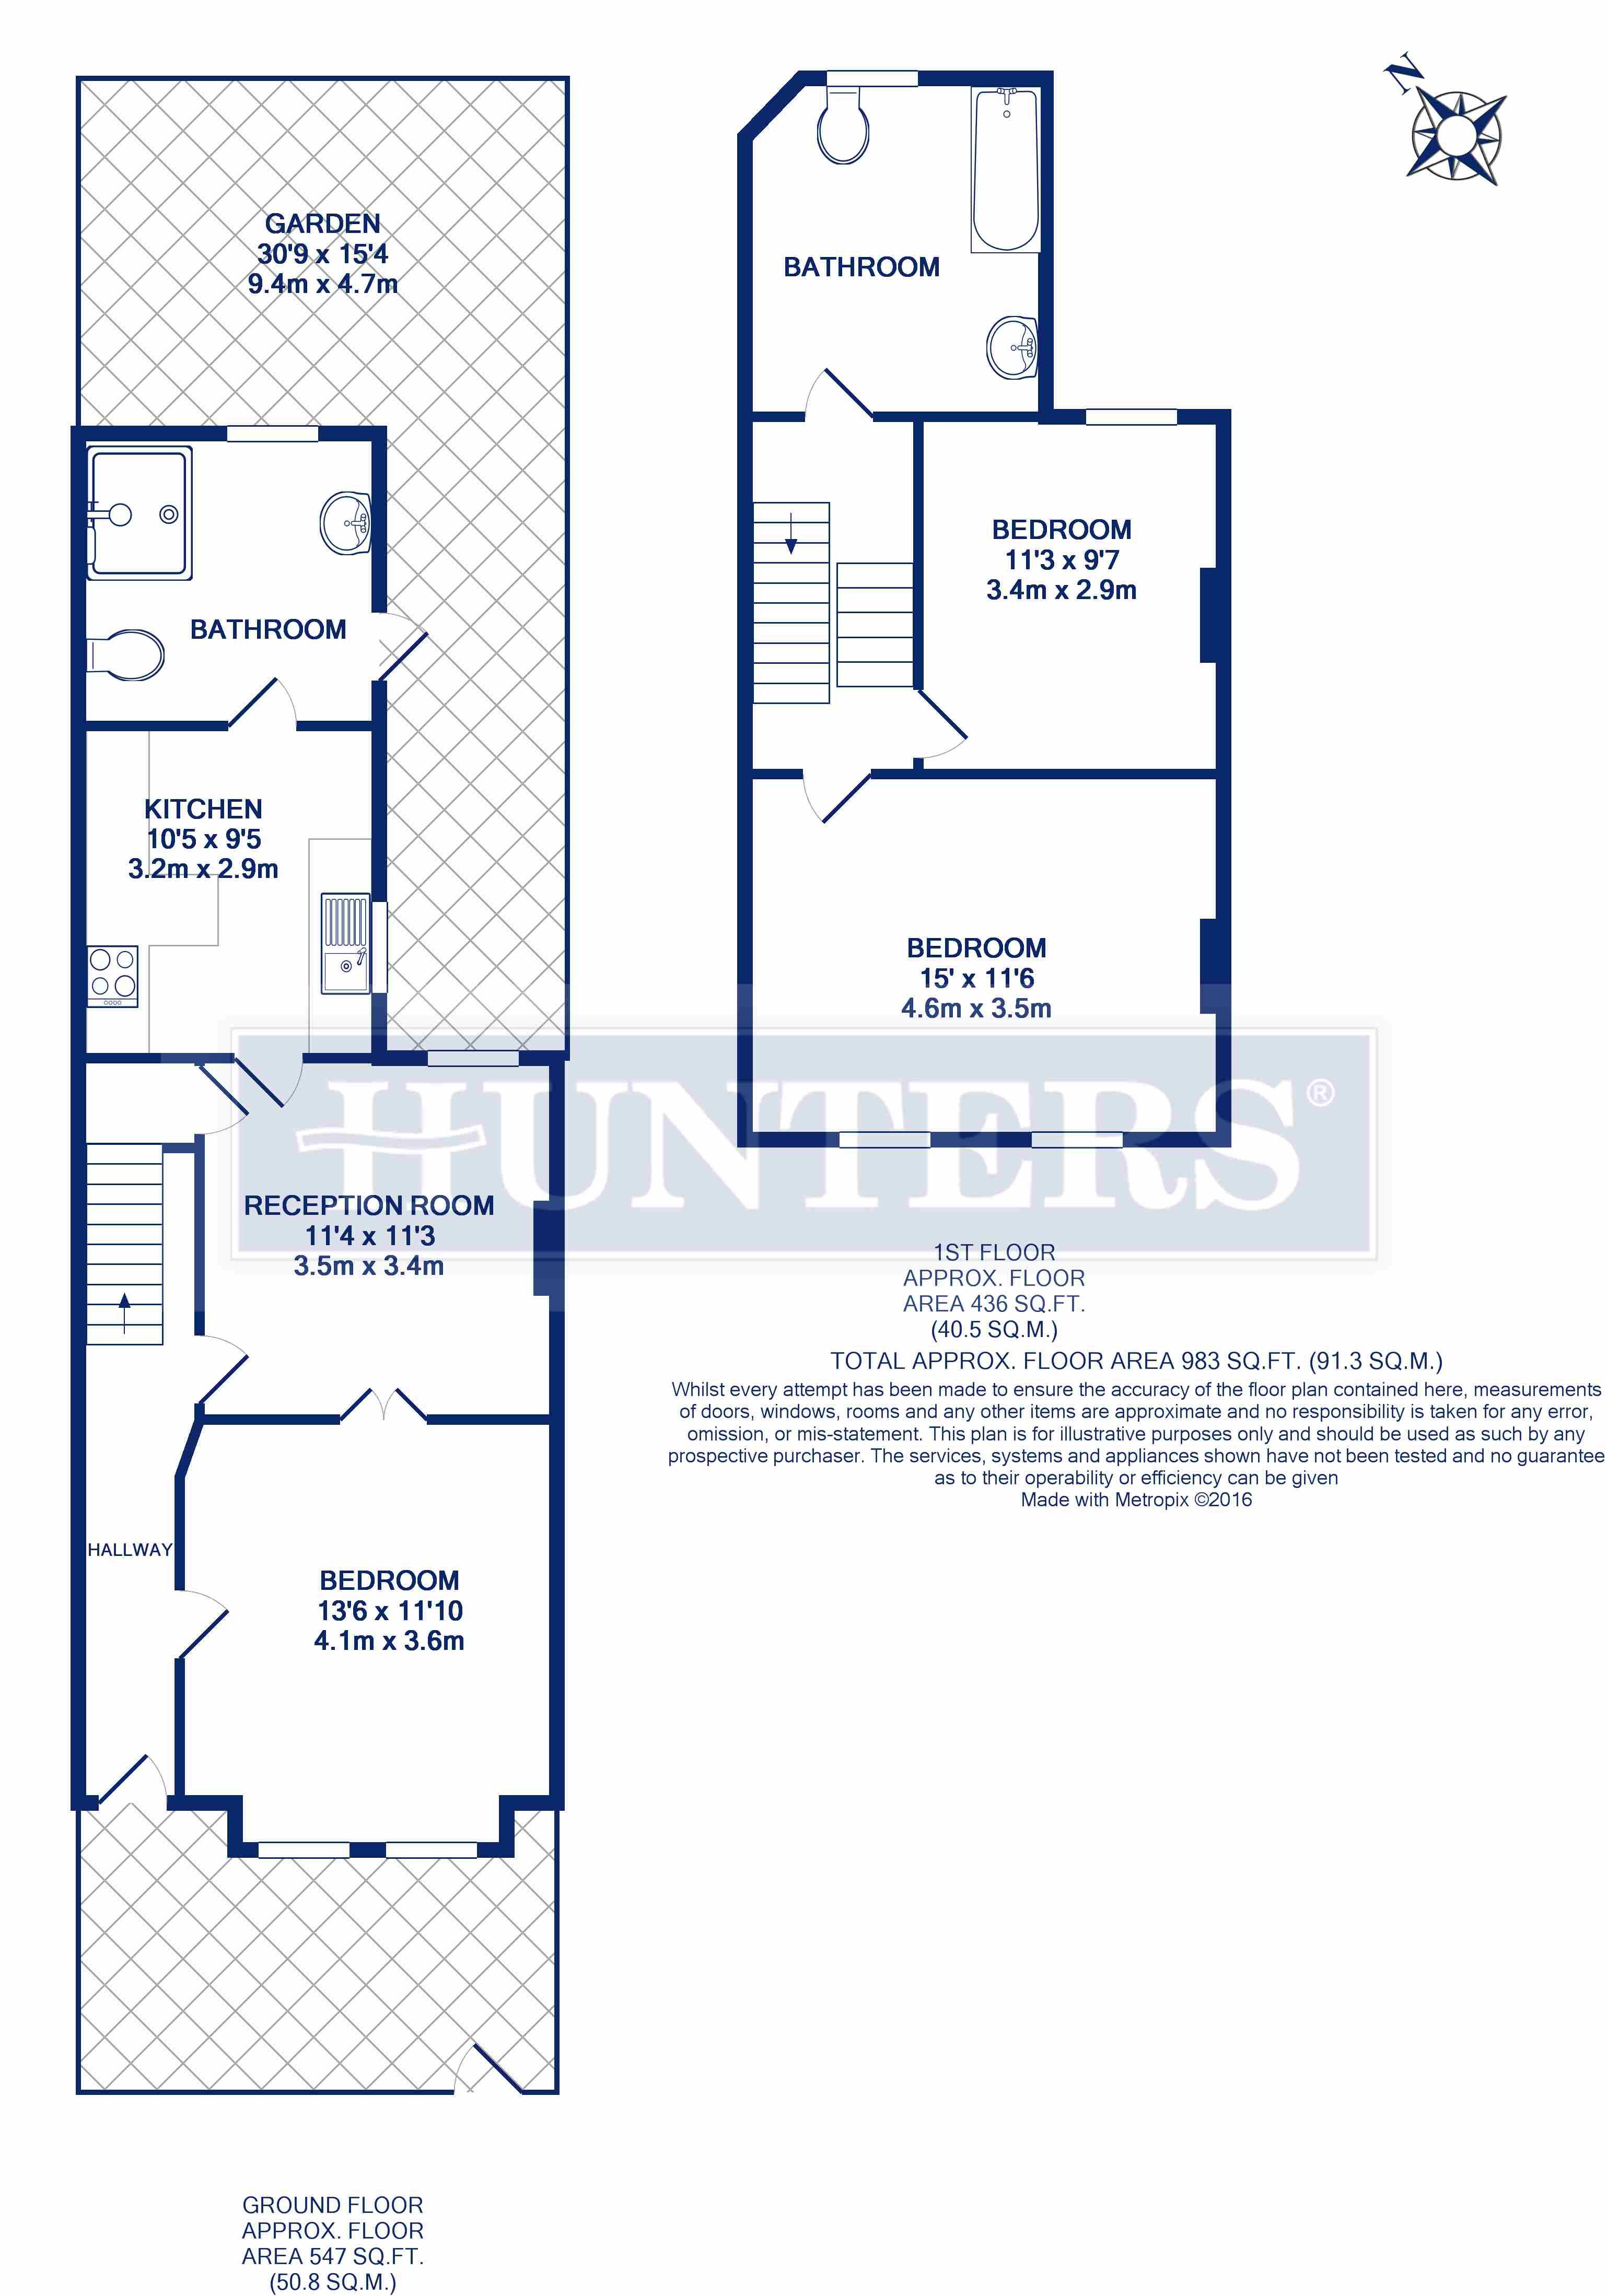 N
GARDEN
30'9 x 15'4
9.4m x 4.7m
BATHROOM
KITCHEN
10'5 x 9'5
3.2m x 2.9m
RECEPTION ROOM
11'4 x 11'3
3.5m x 3.4m
HALLWAY
BEDROOM
13'6 x 11'10
4.1m x 3.6m
GROUND FLOOR
APPROX. FLOOR
AREA 547 SQ.FT.
(50.8 SQ.M.)
BATHROOM
BEDROOM
11'3 x 9'7
3.4m x 2.9m
BEDROOM
15' x 11'6
4.6m x 3.5m
HUNTERS®
1ST FLOOR
APPROX. FLOOR
AREA 436 SQ.FT.
(40.5 SQ.M.)
TOTAL APPROX. FLOOR AREA 983 SQ.FT. (91.3 SQ.M.)
Whilst every attempt has been made to ensure the accuracy of the floor plan contained here, measurements
of doors, windows, rooms and any other items are approximate and no responsibility is taken for any error,
omission, or mis-statement. This plan is for illustrative purposes only and should be used as such by any
prospective purchaser. The services, systems and appliances shown have not been tested and no guarantee
as to their operability or efficiency can be given
Made with Metropix ©2016